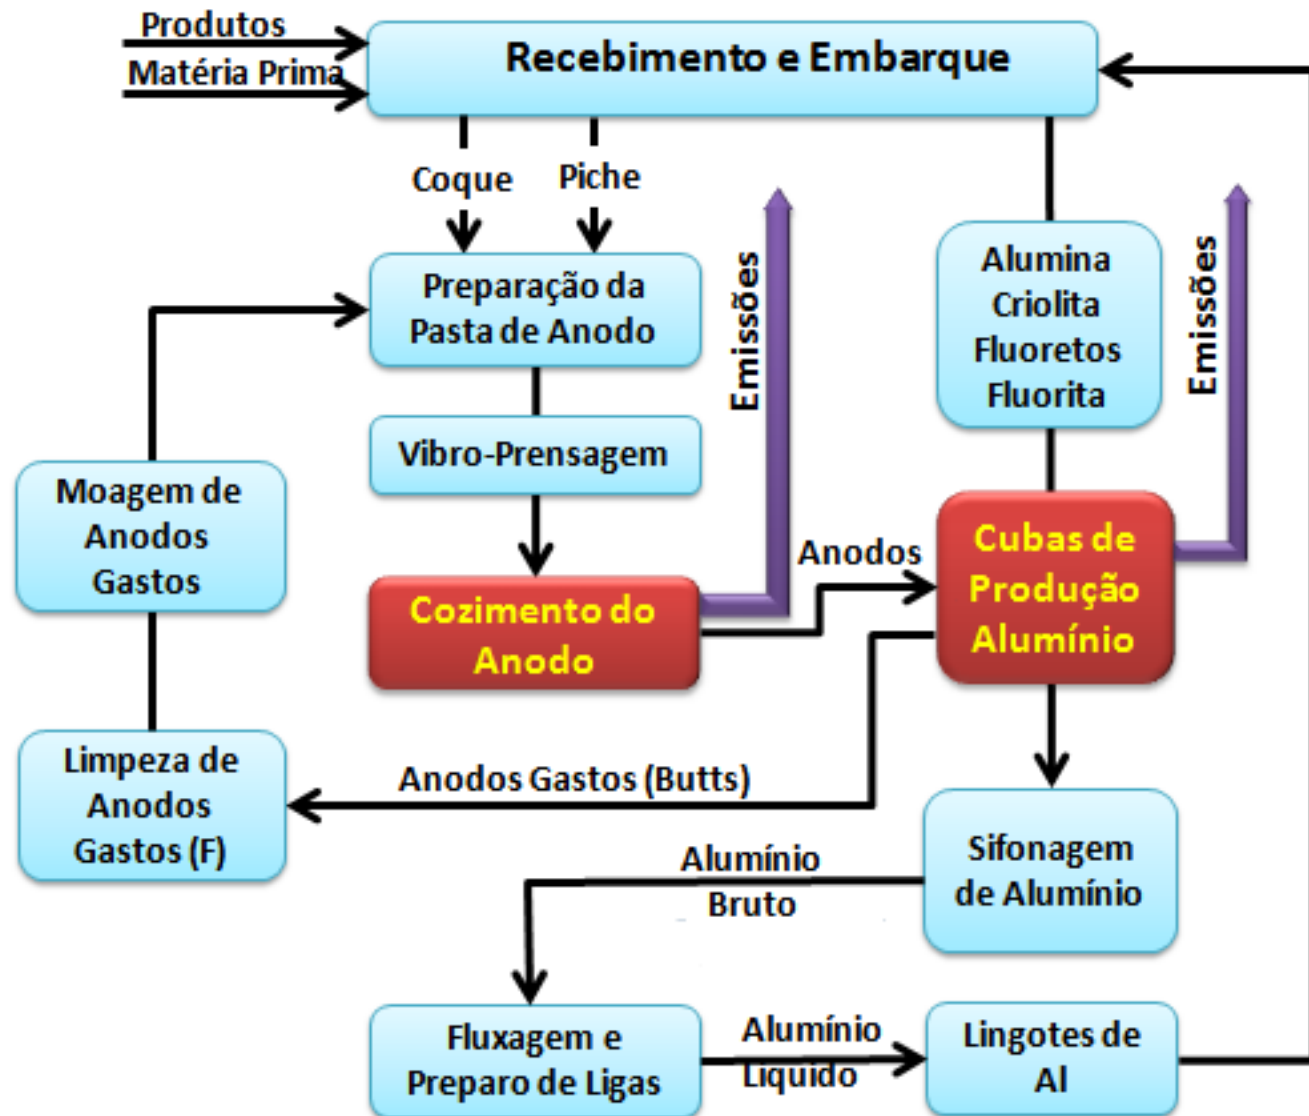 Produtos
Matéria Prima
Recebimento e Embarque
Coque
Piche
Preparação da
Pasta de Anodo
Vibro-Prensagem
Cozimento do
Anodo
Emissões
Alumina
Criolita
Fluoretos
Fluorita
Emissões
Anodos
Cubas de
Produção
Alumínio
Moagem de
Anodos
Gastos
Limpeza de
Anodos
Gastos (F)
Anodos Gastos (Butts)
Sifonagem
de Alumínio
Alumínio
Bruto
Fluxagem e
Preparo de Ligas
Alumínio
Liquido
Lingotes de
Al